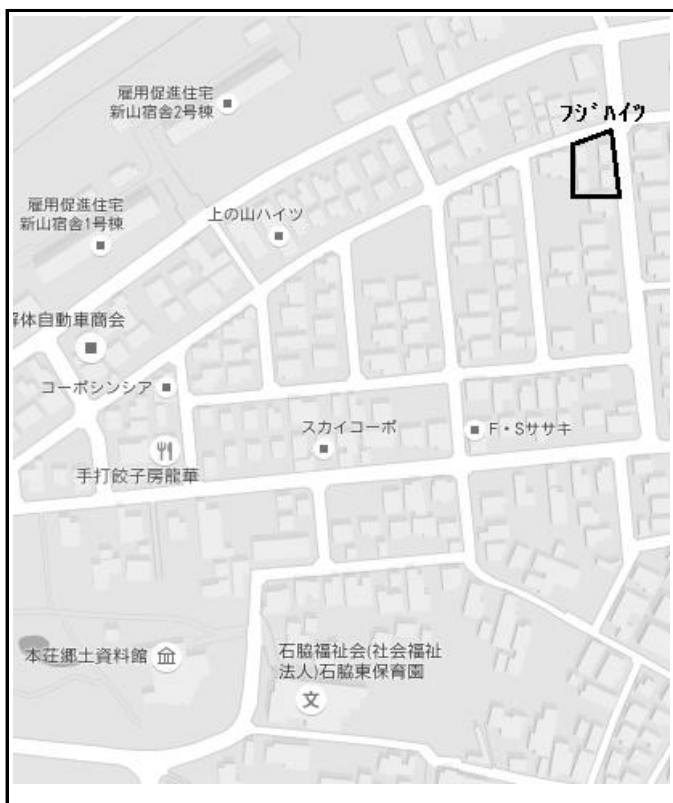 雇用促進住宅
新山宿舎2号棟
ﾌｼﾞﾊｲﾂ
雇用促進住宅
新山宿舎1号棟
上の山ハイツ
解体自動車商会
コーポシンシア
スカイコーポ
F・Sササキ
手打餃子房龍華
本荘郷土資料館
石脇福祉会(社会福祉
法人)石脇東保育園
文